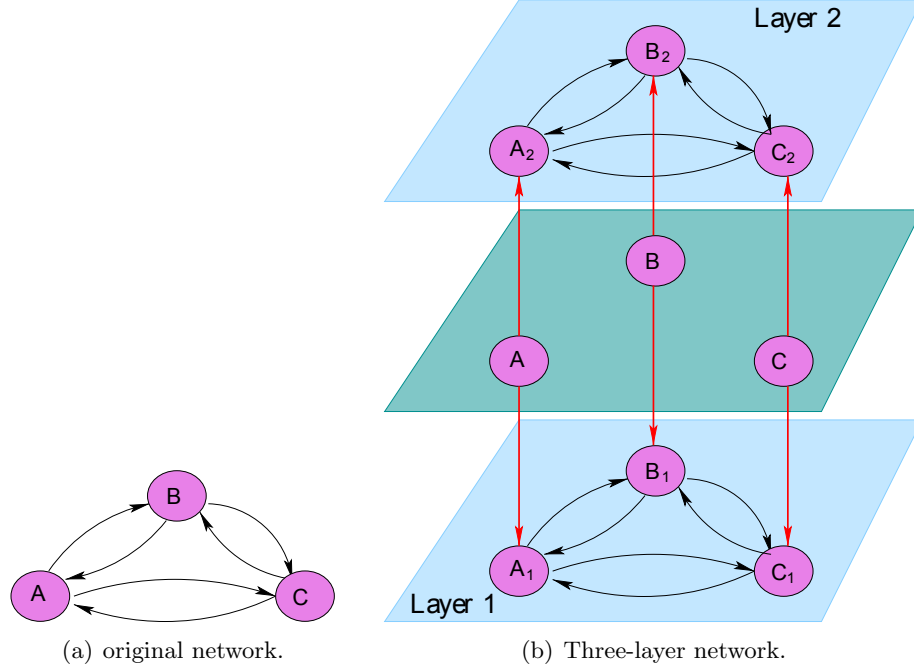 Layer 2
B2
A2
C2
B
A
C
B
A
C
B1
A1
C1
Layer 1
(a) original network.
(b) Three-layer network.